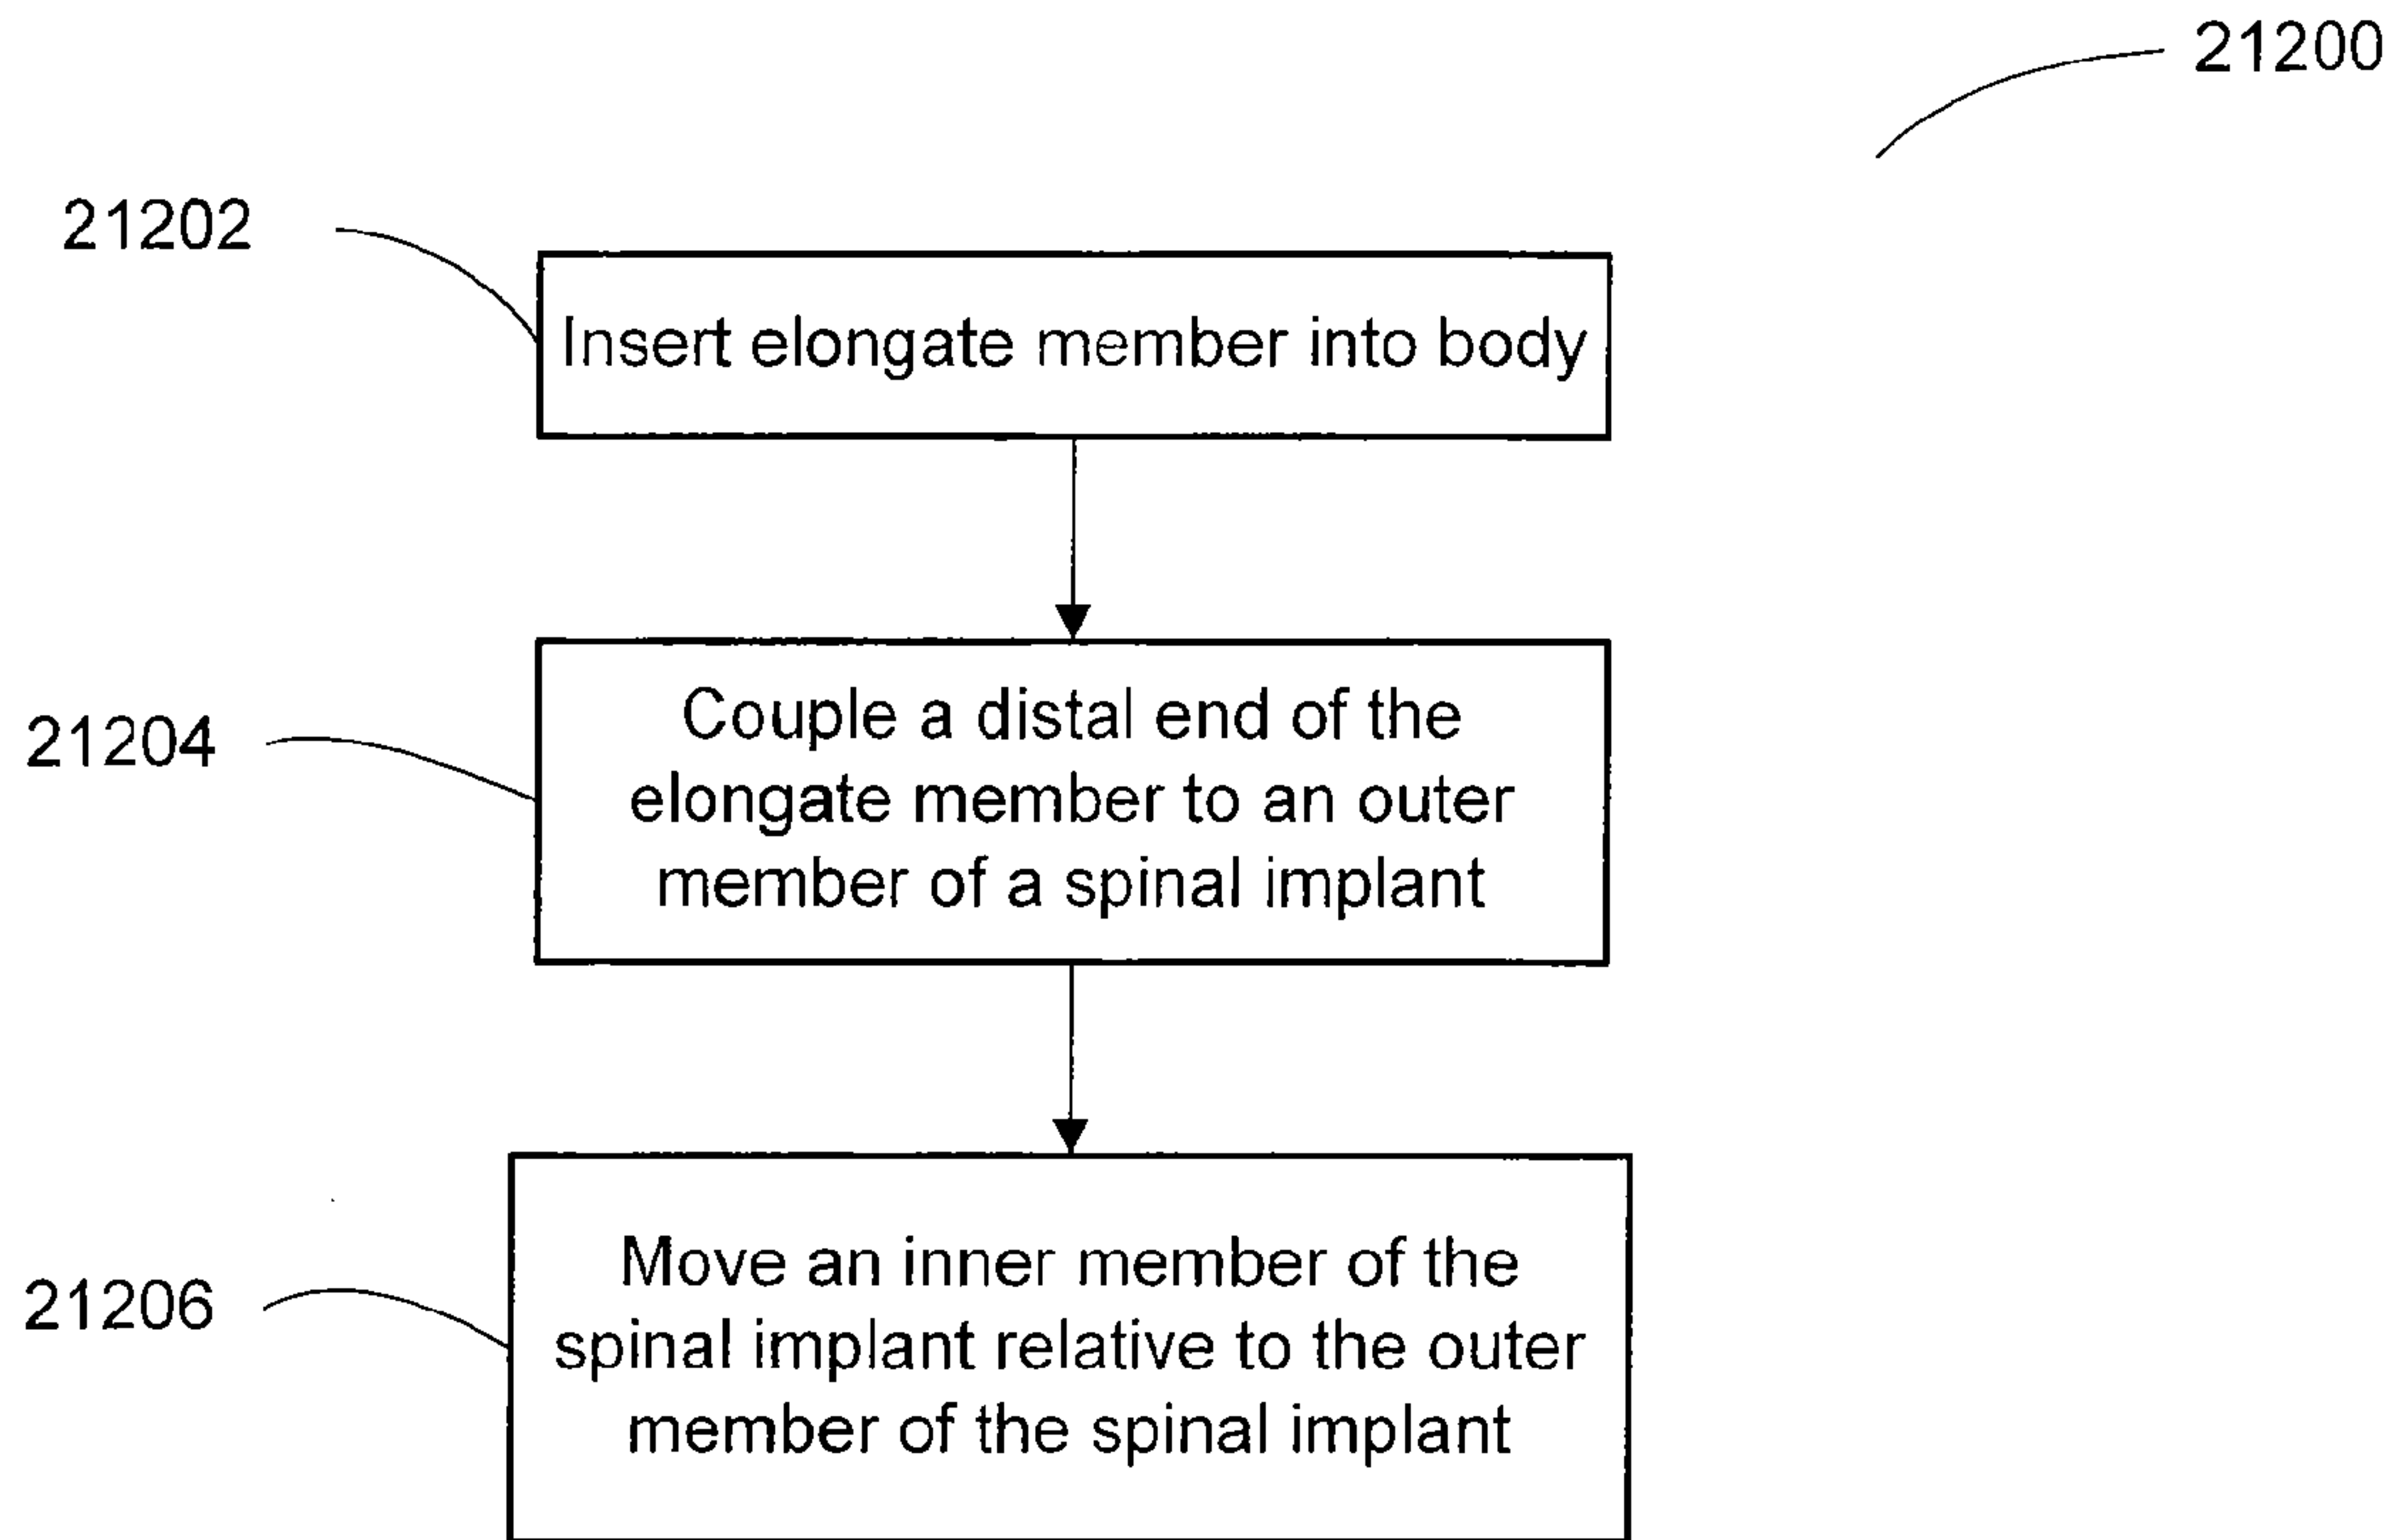 21200
21202
Insert elongate member into body
21204
Couple a distal end of the
elongate member to an outer
member of a spinal implant
21206
Move an inner member of the
spinal implant relative to the outer
member of the spinal implant